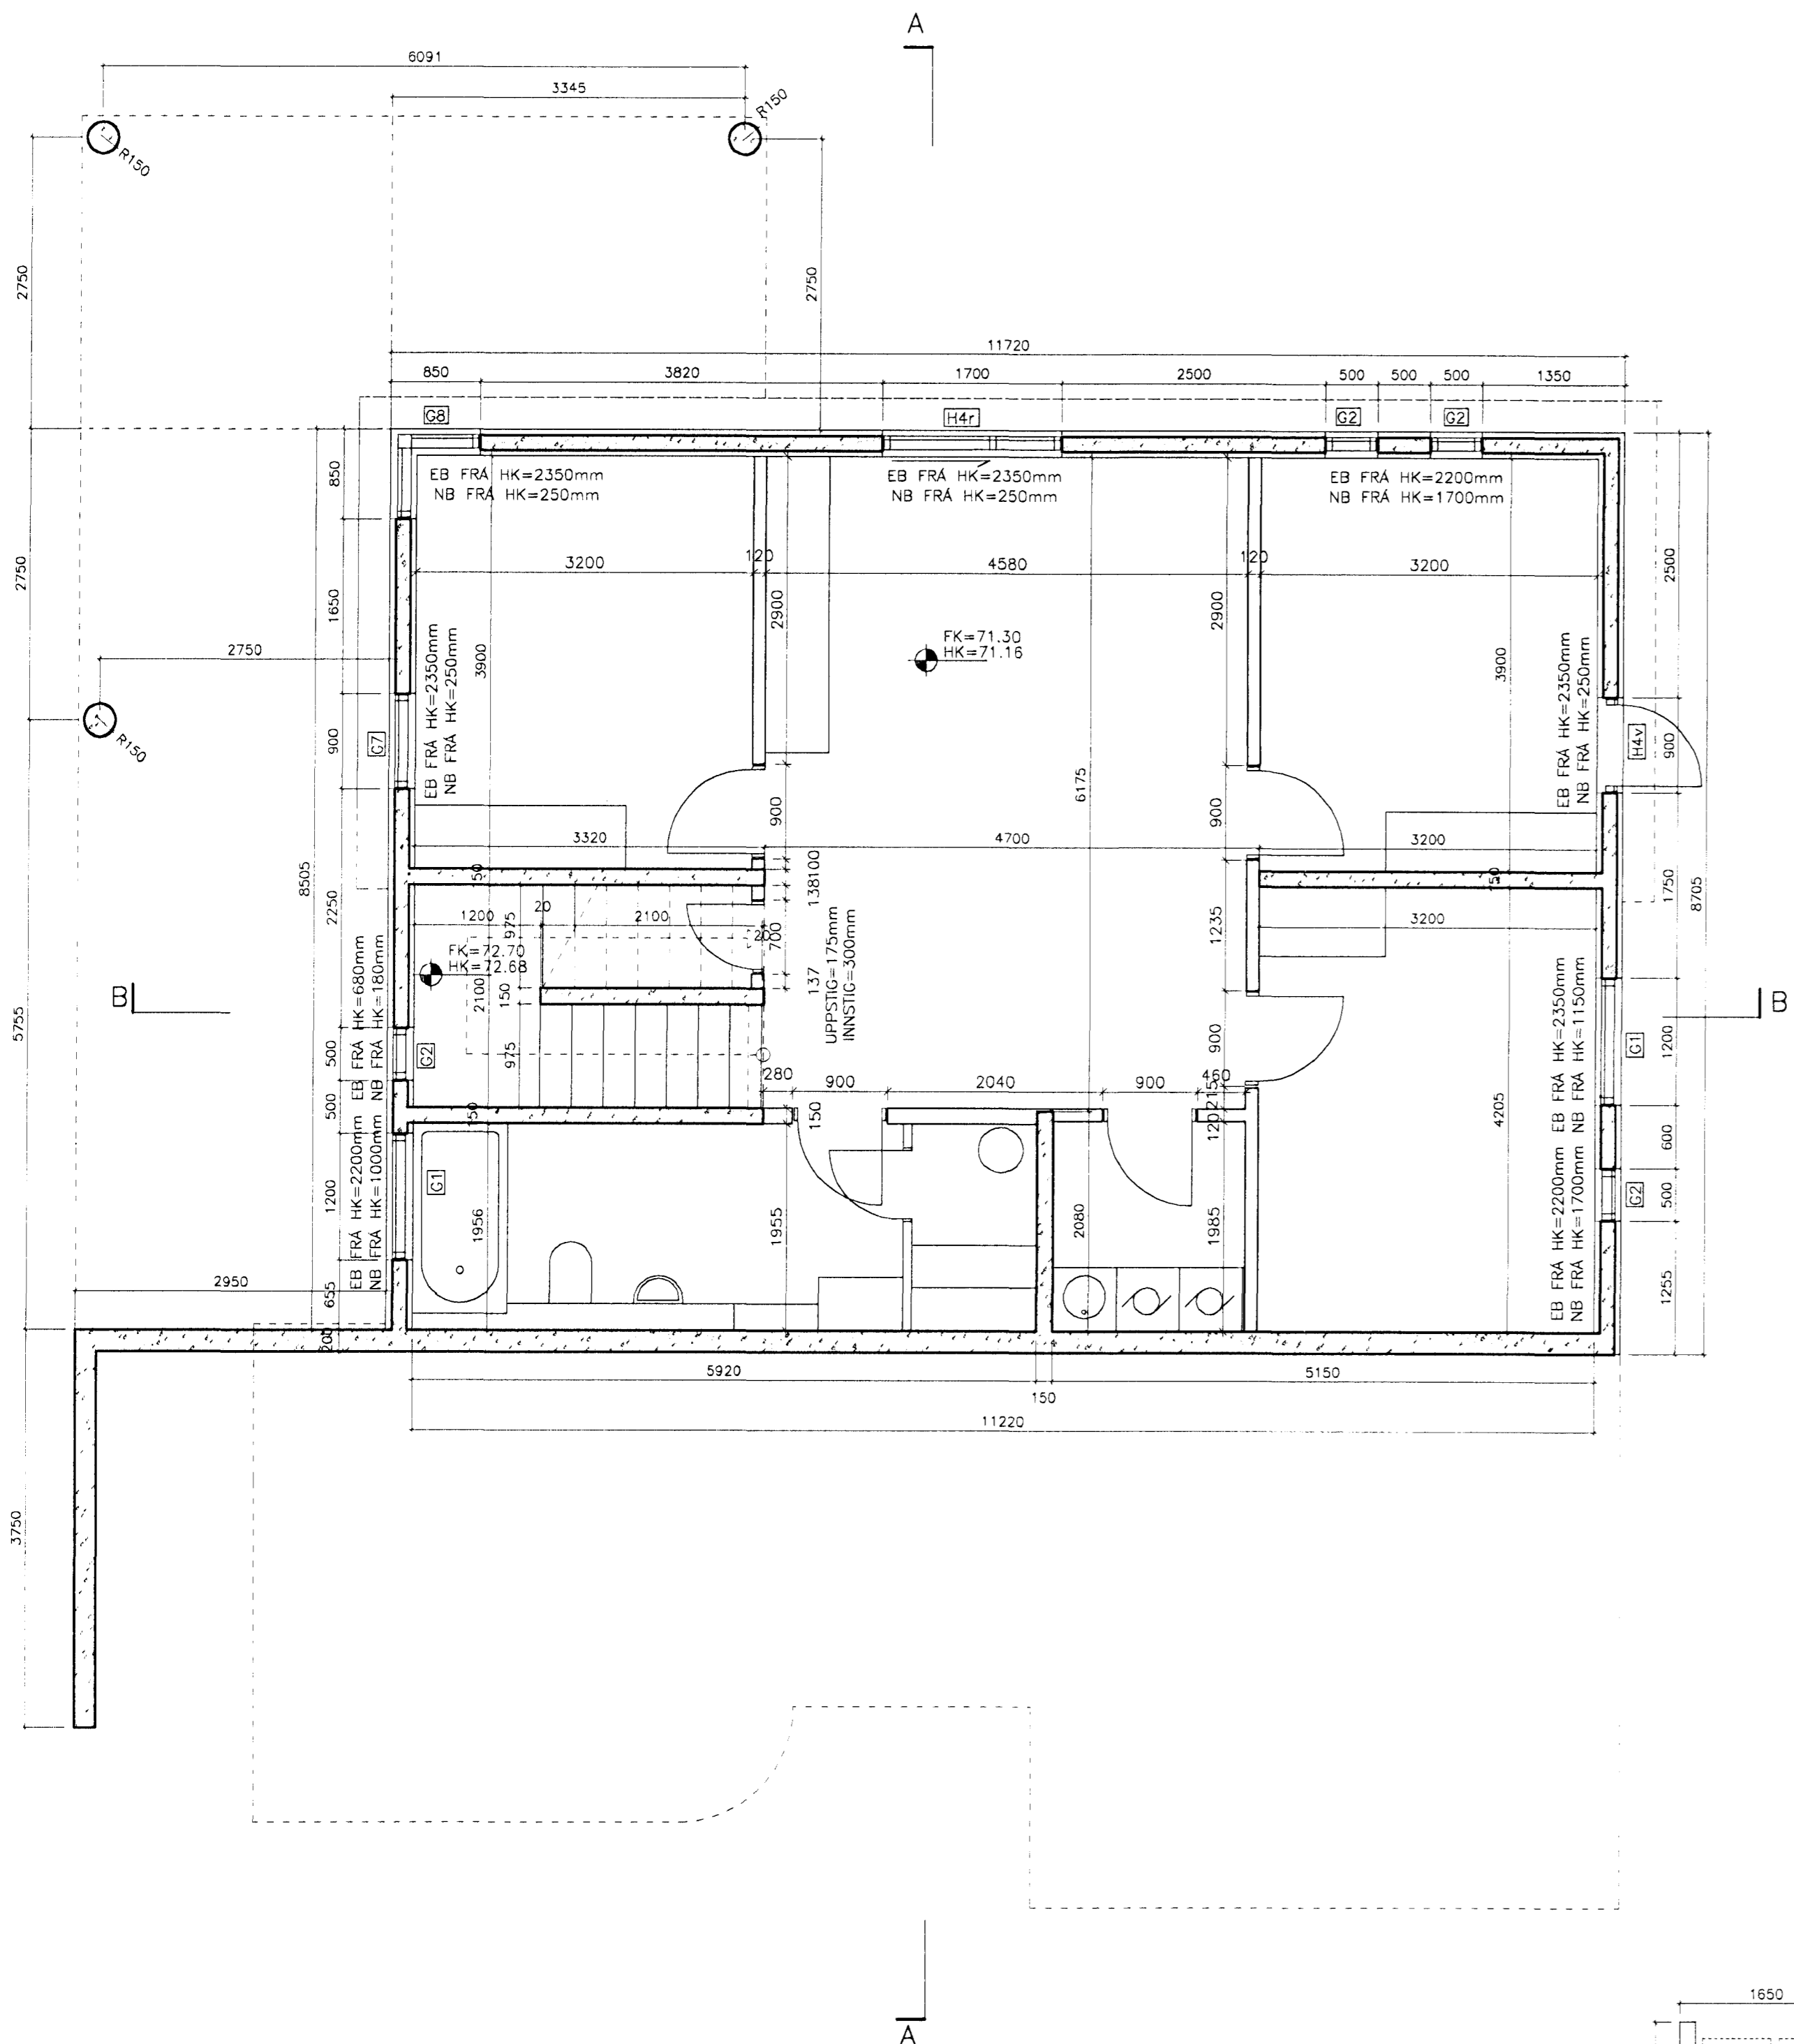 A
6091
3345
R150
R150
2750
2750
11720
850
3820
1700
2500
500
500
500
1350
G8
H4r
G2
G2
EB FRÁ HK=2350mm
NB FRÁ HK=250mm
EB FRÁ HK=2350mm
NB FRÁ HK=250mm
EB FRÁ HK=2200mm
NB FRÁ HK=1700mm
850
2750
2500
3200
120
4580
120
3200
1650
2900
2900
FK=71.30
HK=71.16
2750
3900
3900
EB FRÁ HK=2350mm
NB FRÁ HK=250mm
EB FRÁ HK=2350mm
NB FRÁ HK=250mm
R150
900
G7
H4v
900
6175
900
900
3320
4700
3200
150
138100
150
8505
2250
1750
8705
1200
20
2100
975
20
700
1235
3200
FK=72.70
HK=72.68
UPPSTIG=175mm
INNSTIG=300mm
2100
150
137
B
B
5755
EB FRÁ HK=680mm
NB FRÁ HK=180mm
500
G2
975
900
G1
1200
280
900
2040
900
460
500
150
150
120215
4205
600
EB FRÁ HK=2350mm
NB FRÁ HK=1150mm
EB FRÁ HK=2200mm
NB FRÁ HK=1000mm
1200
G1
1956
1955
2080
1985
G2
500
EB FRÁ HK=2200mm
NB FRÁ HK=1700mm
2950
655
1255
200
5920
150
5150
11220
3750
A
1650